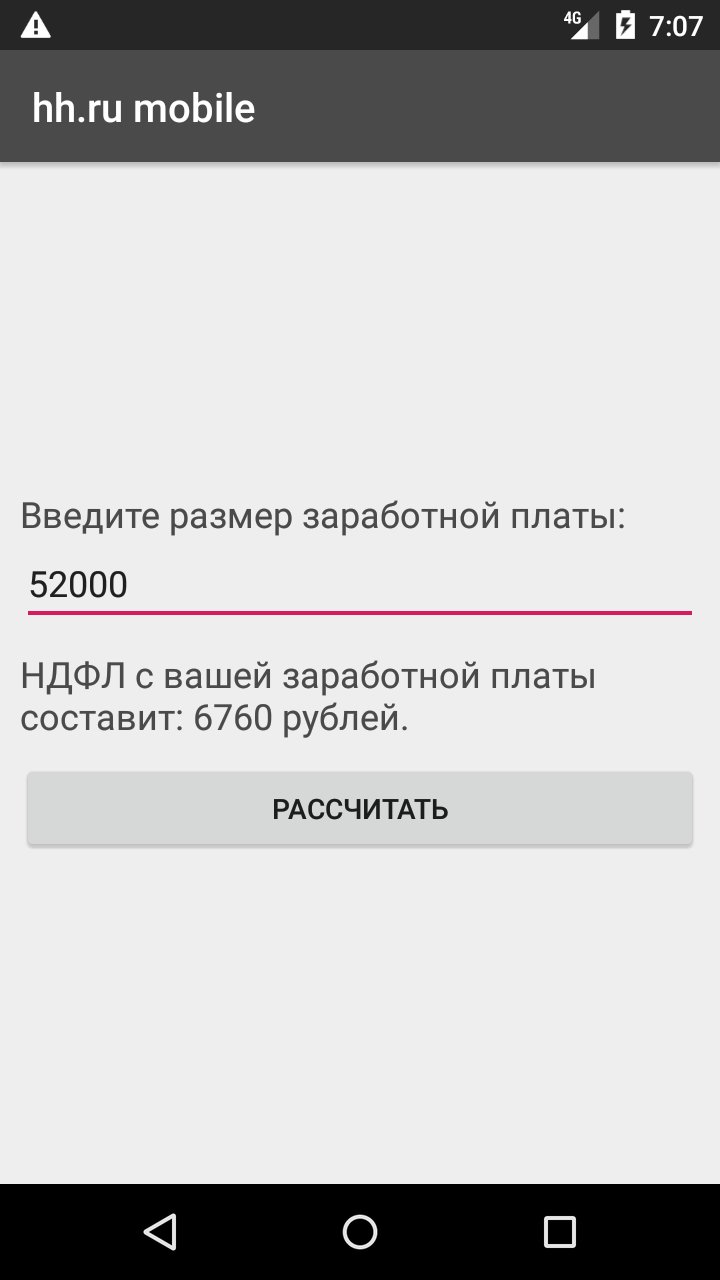 4G 7:07
hh.ru mobile
Введите размер заработной платы:
52000
НДФЛ с вашей заработной платы
составит: 6760 рублей.
РАССЧИТАТЬ